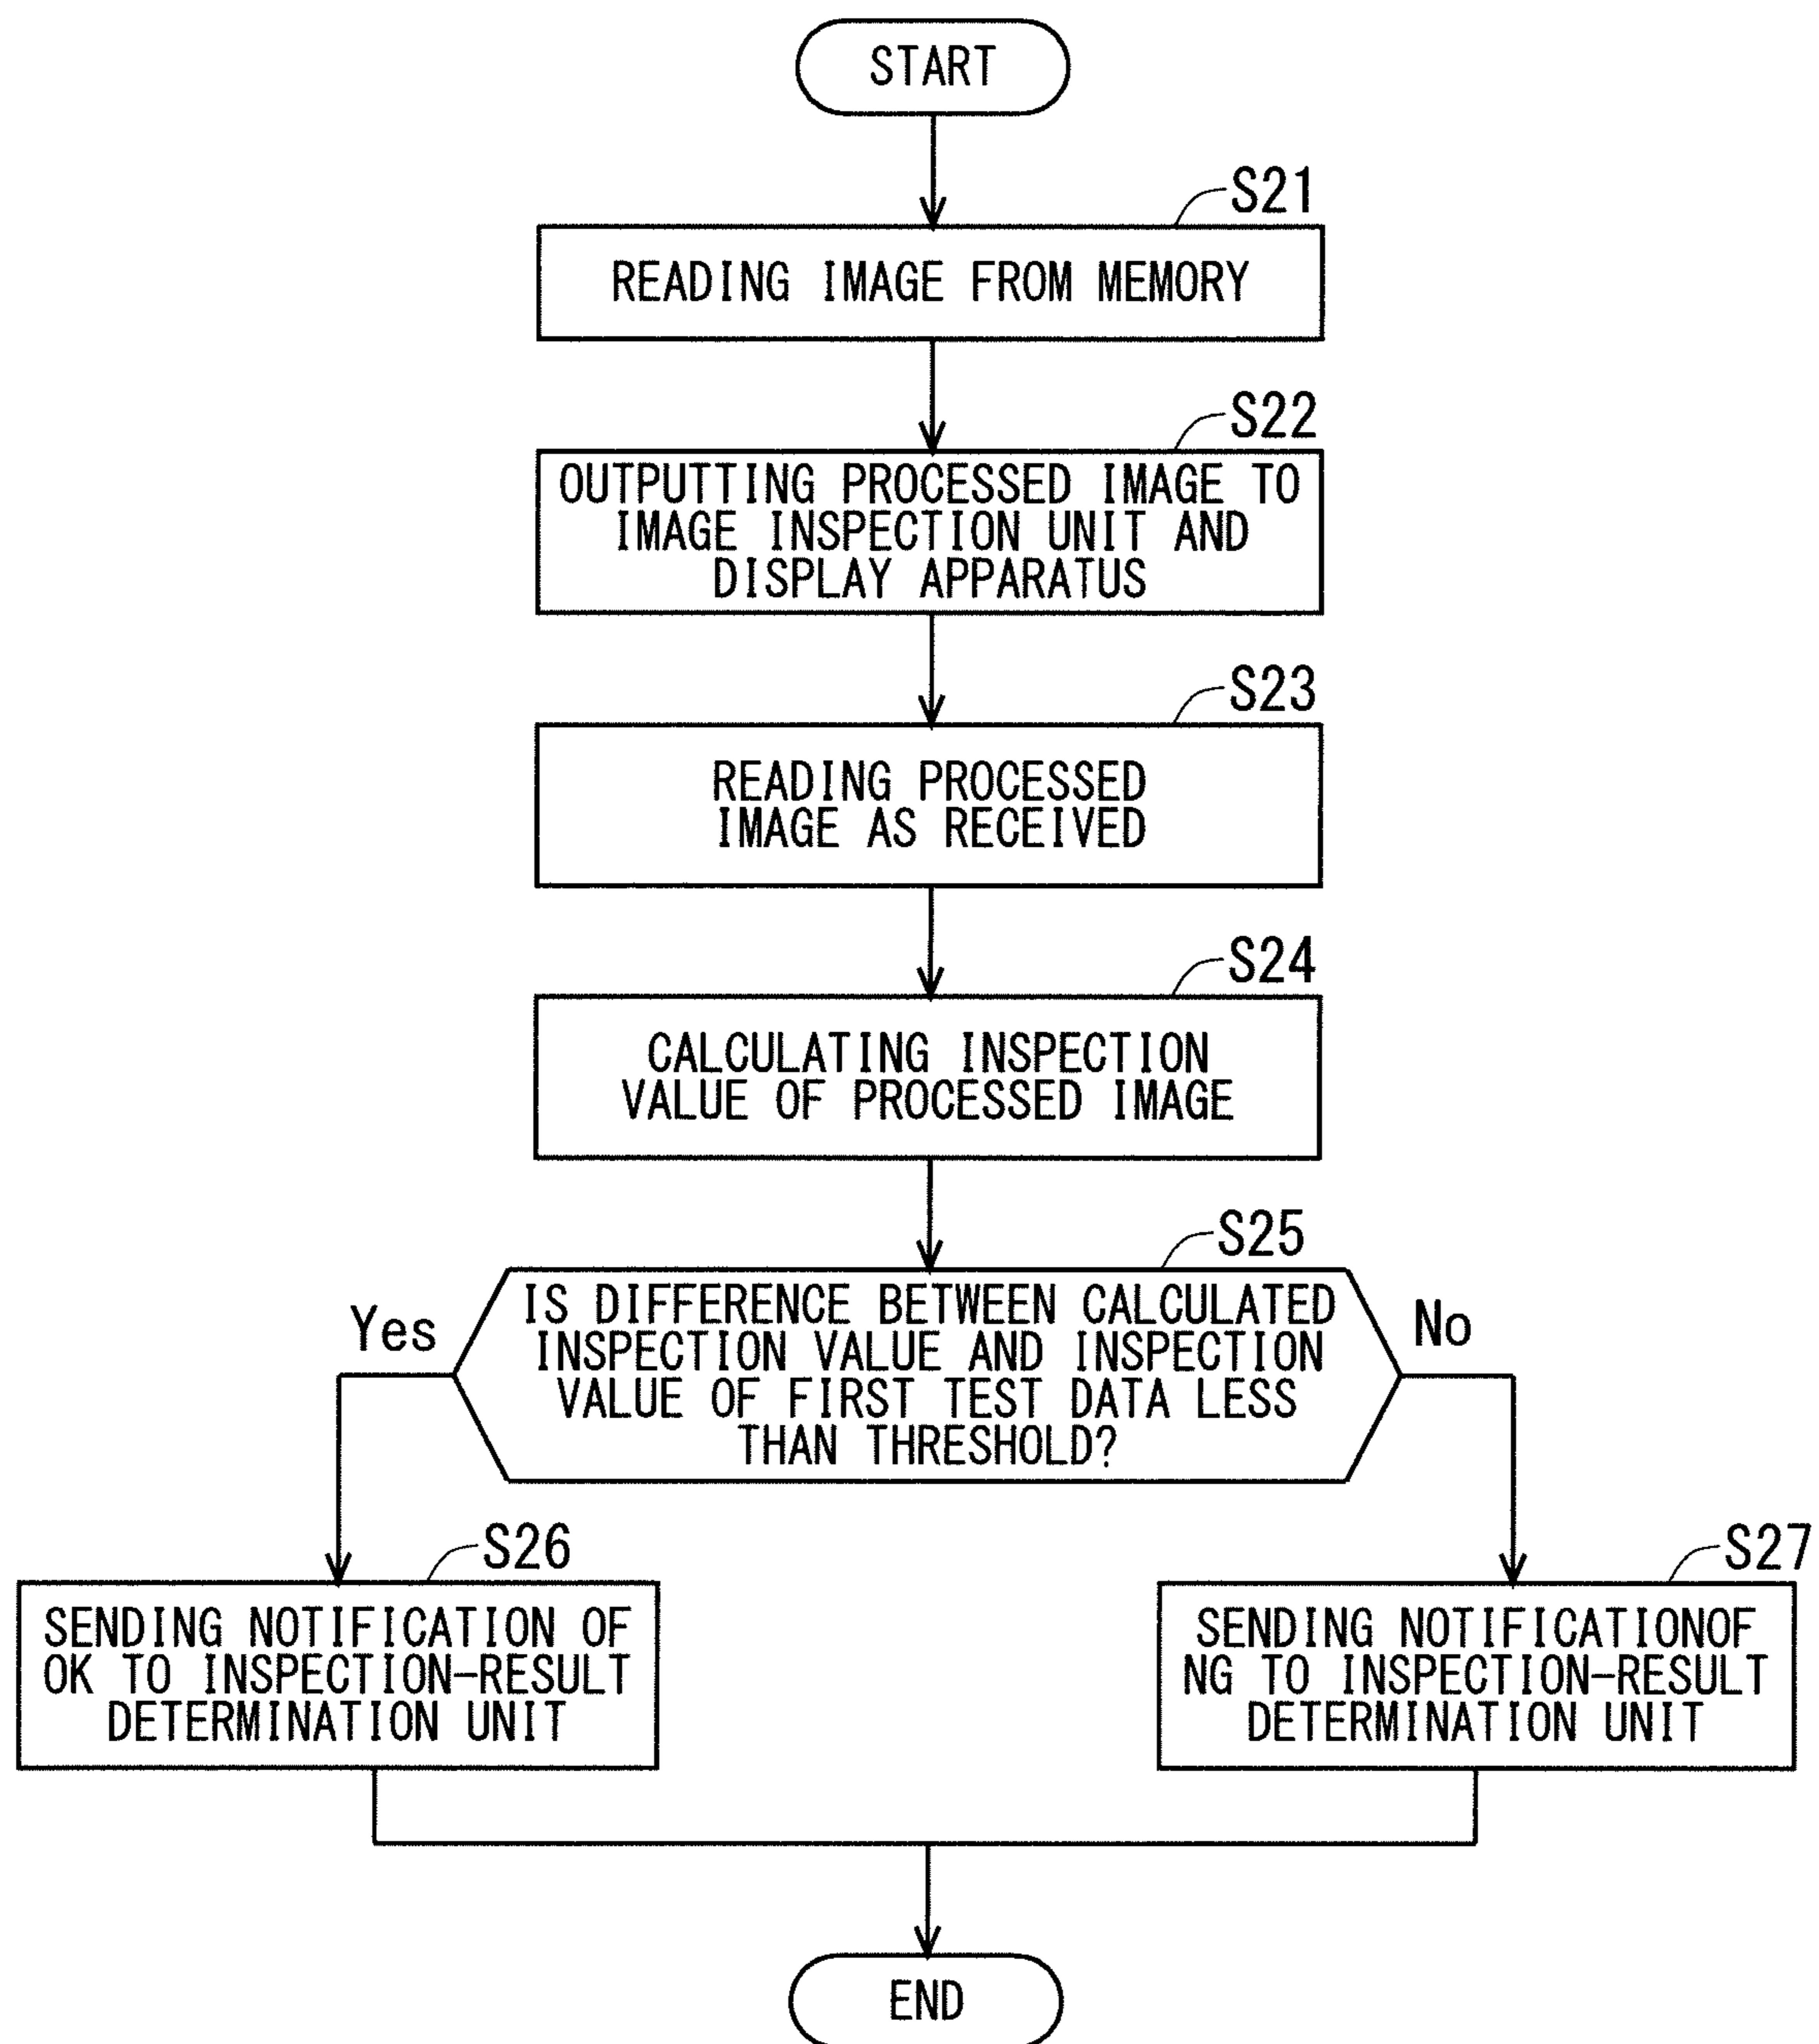 START
S21
READING IMAGE FROM MEMORY
S22
OUTPUTTING PROCESSED IMAGE TO
IMAGE INSPECTION UNIT AND
DISPLAY APPARATUS
S23
READING PROCESSED
IMAGE AS RECEIVED
S24
CALCULATING INSPECTION
VALUE OF PROCESSED IMAGE
S25
IS DIFFERENCE BETWEEN CALCULATED
INSPECTION VALUE AND INSPECTION
VALUE OF FIRST TEST DATA LESS
THAN THRESHOLD?
Yes
No
S26
SENDING NOTIFICATION OF
OK TO INSPECTION-RESULT
DETERMINATION UNIT
S27
SENDING NOTIFICATIONOF
NG TO INSPECTION-RESULT
DETERMINATION UNIT
END